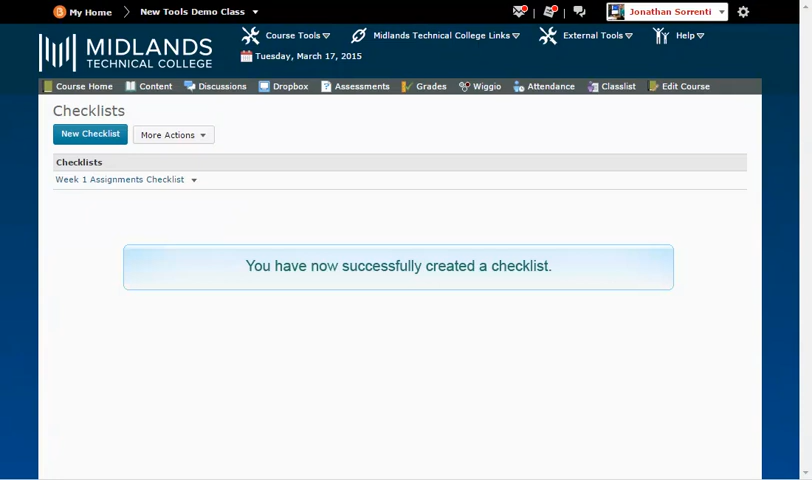 My Home New Tools Demo Class Jonathan Sorrenti
MIDLANDS
TECHNICAL COLLEGE
Course Tools Midlands Technical College Links External Tools Help
Tuesday, March 17, 2015
Course Home Content Discussions Dropbox Assessments Grades Wiggio Attendance Classlist Edit Course
Checklists
New Checklist More Actions
Checklists
Week 1 Assignments Checklist
You have now successfully created a checklist.